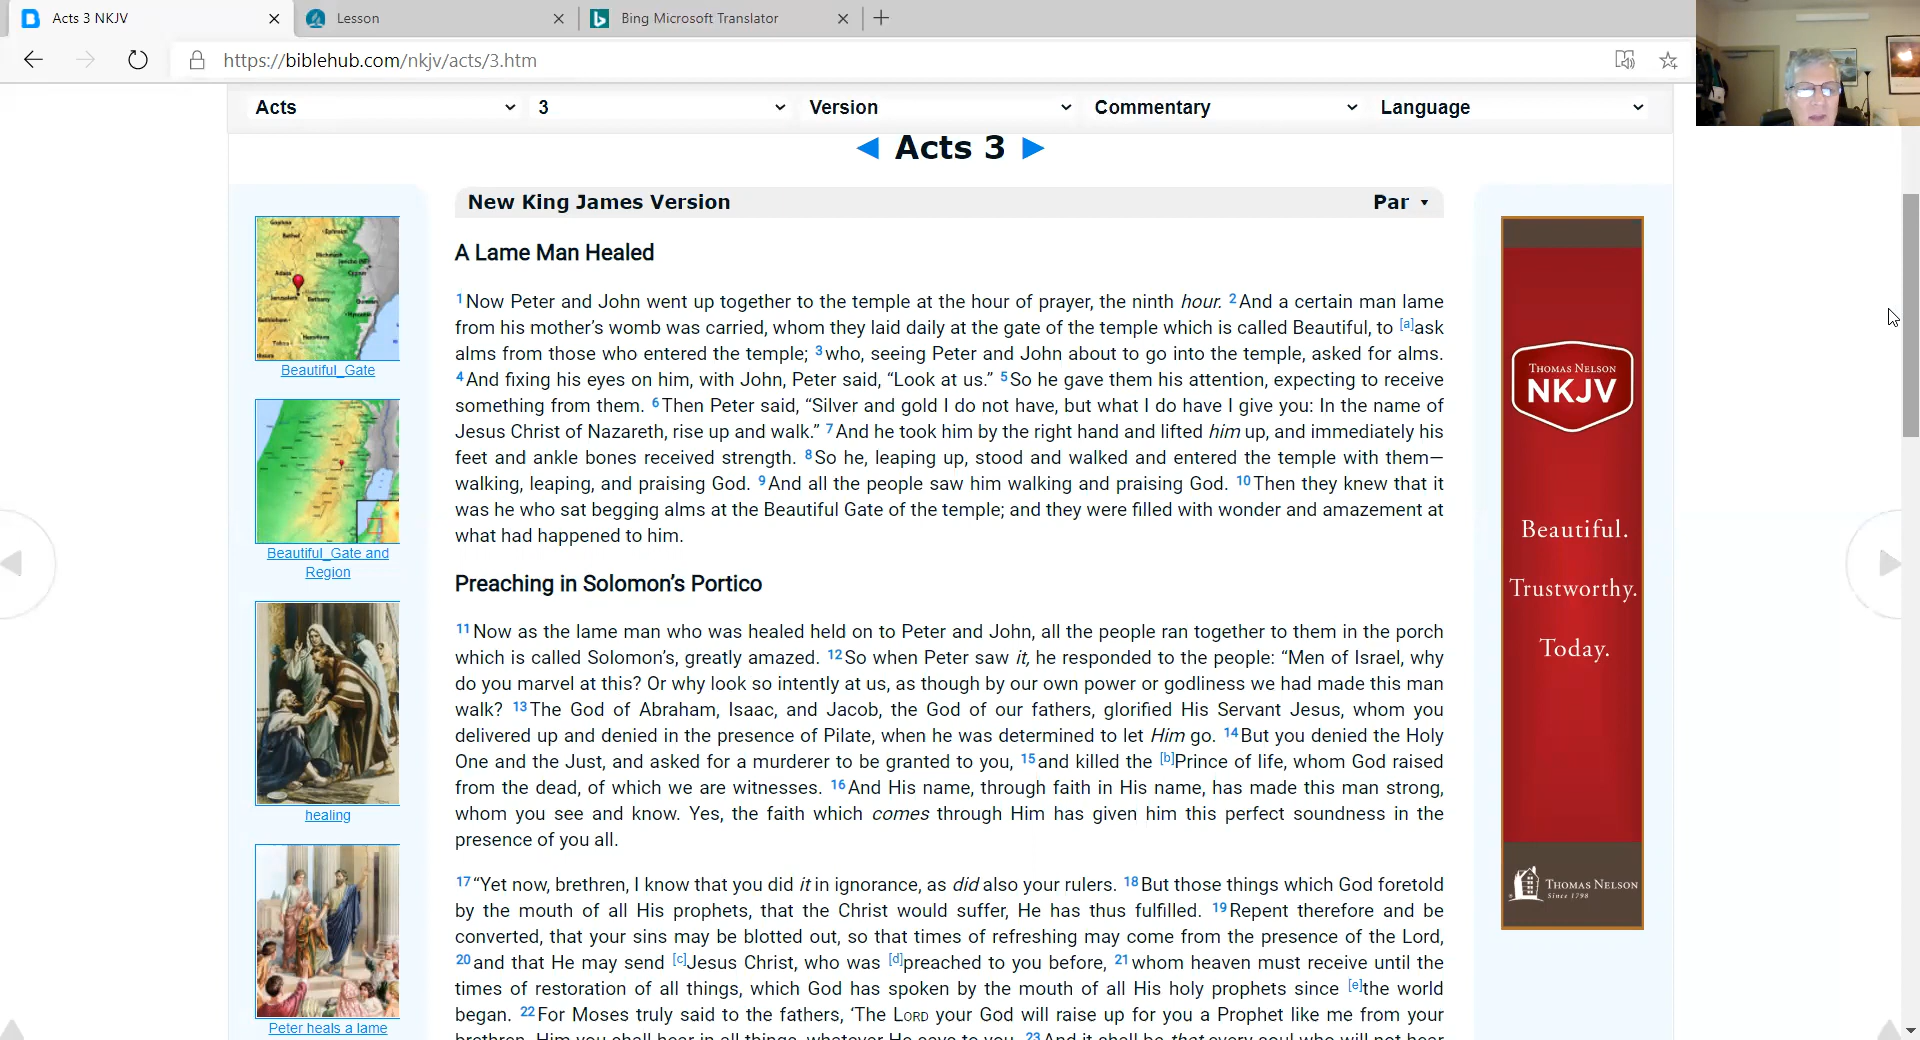 Acts 3 NKJV
Lesson
Bing Microsoft Translator
https://biblehub.com/nkjv/acts/3.htm
Acts
3
Version
Commentary
Language
Acts 3
New King James Version
Par
A Lame Man Healed
1 Now Peter and John went up together to the temple at the hour of prayer, the ninth hour. 2 And a certain man lame
from his mother’s womb was carried, whom they laid daily at the gate of the temple which is called Beautiful, to [a]ask
alms from those who entered the temple; 3 who, seeing Peter and John about to go into the temple, asked for alms.
4 And fixing his eyes on him, with John, Peter said, “Look at us.” 5 So he gave them his attention, expecting to receive
something from them. 6 Then Peter said, “Silver and gold I do not have, but what I do have I give you: In the name of
Jesus Christ of Nazareth, rise up and walk.” 7 And he took him by the right hand and lifted him up, and immediately his
feet and ankle bones received strength. 8 So he, leaping up, stood and walked and entered the temple with them—
walking, leaping, and praising God. 9 And all the people saw him walking and praising God. 10 Then they knew that it
was he who sat begging alms at the Beautiful Gate of the temple; and they were filled with wonder and amazement at
what had happened to him.
Preaching in Solomon’s Portico
11 Now as the lame man who was healed held on to Peter and John, all the people ran together to them in the porch
which is called Solomon’s, greatly amazed. 12 So when Peter saw it, he responded to the people: “Men of Israel, why
do you marvel at this? Or why look so intently at us, as though by our own power or godliness we had made this man
walk? 13 The God of Abraham, Isaac, and Jacob, the God of our fathers, glorified His Servant Jesus, whom you
delivered up and denied in the presence of Pilate, when he was determined to let Him go. 14 But you denied the Holy
One and the Just, and asked for a murderer to be granted to you, 15 and killed the [b]Prince of life, whom God raised
from the dead, of which we are witnesses. 16 And His name, through faith in His name, has made this man strong,
whom you see and know. Yes, the faith which comes through Him has given him this perfect soundness in the
presence of you all.
17 “Yet now, brethren, I know that you did it in ignorance, as did also your rulers. 18 But those things which God foretold
by the mouth of all His prophets, that the Christ would suffer, He has thus fulfilled. 19 Repent therefore and be
converted, that your sins may be blotted out, so that times of refreshing may come from the presence of the Lord,
20 and that He may send [c]Jesus Christ, who was [d]preached to you before, 21 whom heaven must receive until the
times of restoration of all things, which God has spoken by the mouth of all His holy prophets since [e]the world
began. 22 For Moses truly said to the fathers, ‘The LORD your God will raise up for you a Prophet like me from your
brethren. Him you shall hear in all things, whatever He says to you. 23 And it shall be that every soul who will not hear
Beautiful_Gate
Beautiful_Gate and
Region
healing
Peter heals a lame
THOMAS NELSON
NKJV
Beautiful.
Trustworthy.
Today.
THOMAS NELSON
Since 1798